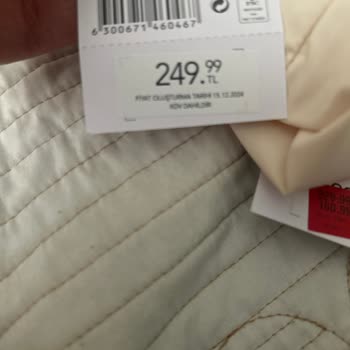 6 300671 460467
249.99
TL
FİYAT OLUŞTURMA TARİHİ 15.12.2024
KDV DAHİLDİR